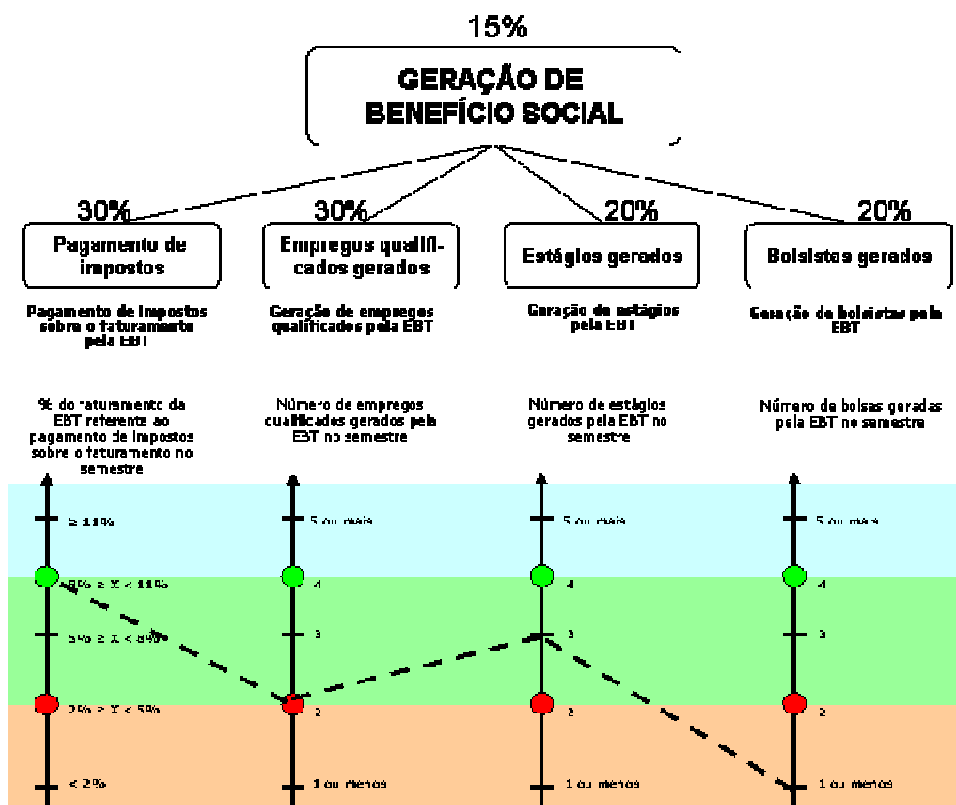 15%
GERAÇÃO DE
BENEFÍCIO SOCIAL
30%
30%
20%
20%
Pagamento de
impostos
Empregos qualifi-
cados gerados
Estágios gerados
Bolsistas gerados
Pagamento de impostos
sobre o faturamento
pela EBT
Geração de empregos
qualificados pela EBT
Geração de estágios
pela EBT
Geração de bolsistas pela
EBT
% do faturamento da
EBT referente ao
pagamento de impostos
sobre o faturamento no
semestre
Número de empregos
qualificados gerados pela
EBT no semestre
Número de estágios
gerados pela EBT no
semestre
Número de bolsas geradas
pela EBT no semestre
≥ 11%
5 ou mais
5 ou mais
5 ou mais
≥ X < 11%
4
4
4
≥ X <
3
3
3
≥ X < 5%
2
2
2
< 2%
1 ou menos
1 ou menos
1 ou menos